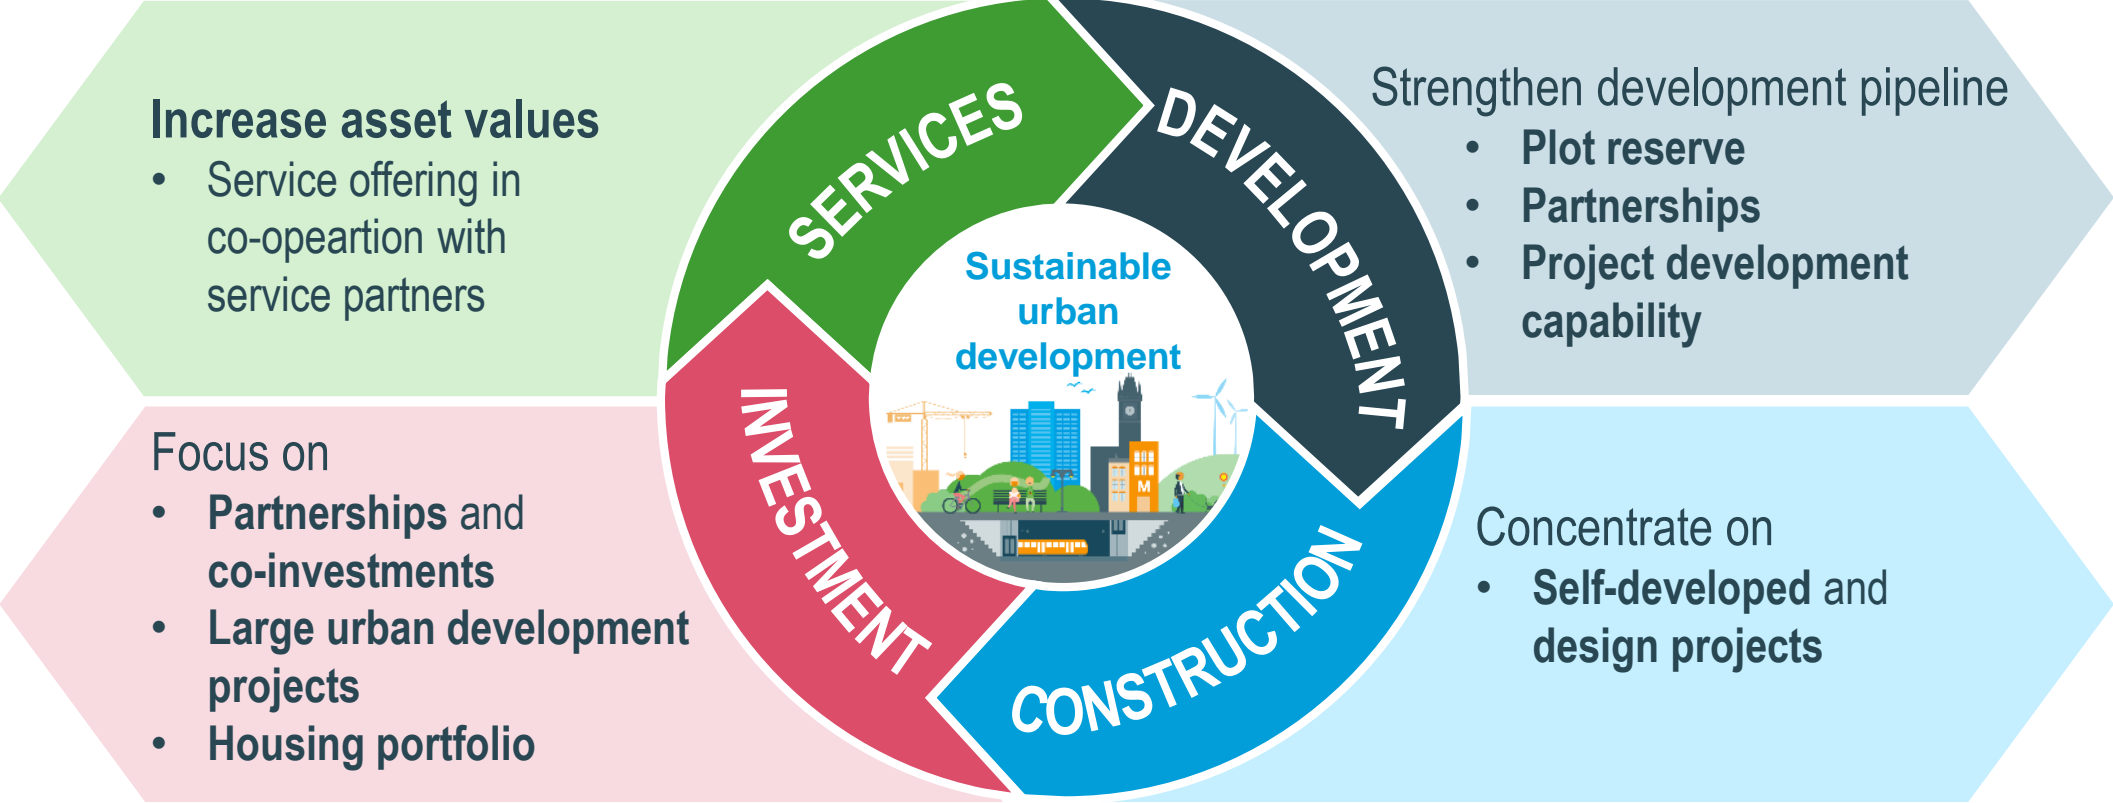 Increase asset values
• Service offering in
co-opeartion with
service partners
SERVICES
DEVELOPMENT
Strengthen development pipeline
• Plot reserve
• Partnerships
• Project development
capability
Sustainable
urban
development
M
Focus on
• Partnerships and
co-investments
• Large urban development
projects
• Housing portfolio
INVESTMENT
CONSTRUCTION
Concentrate on
• Self-developed and
design projects